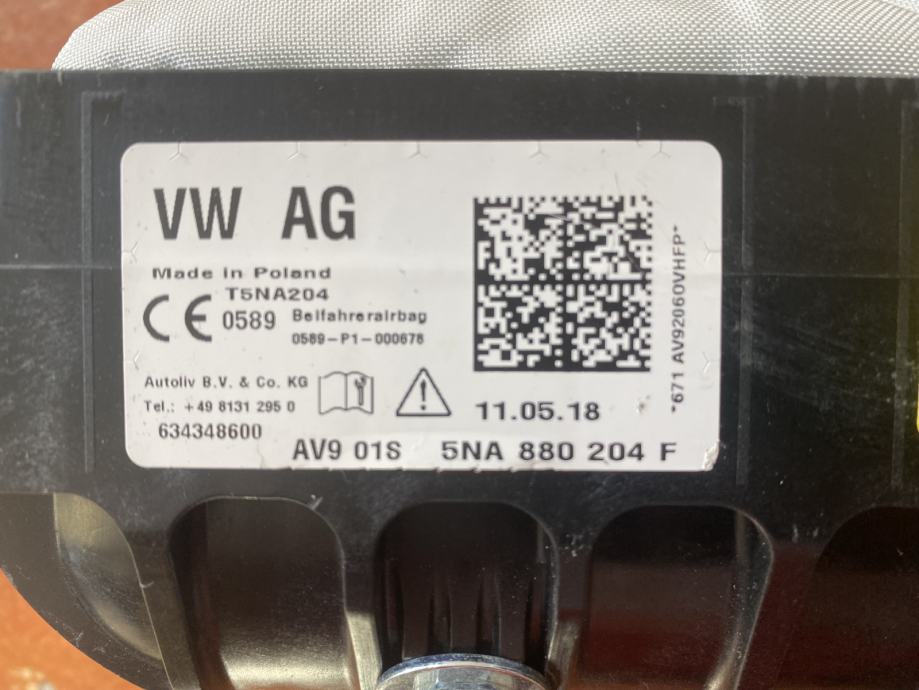 VW AG
Made in Poland
T5NA204
CE 0589 Beifahrerairbag
0589-P1-000678
Autoliv B.V. & Co. KG
Tel.: +49 8131 295 0
634348600
11.05.18
AV9 01S 5NA 880 204 F
*671 AV92060VHFP*